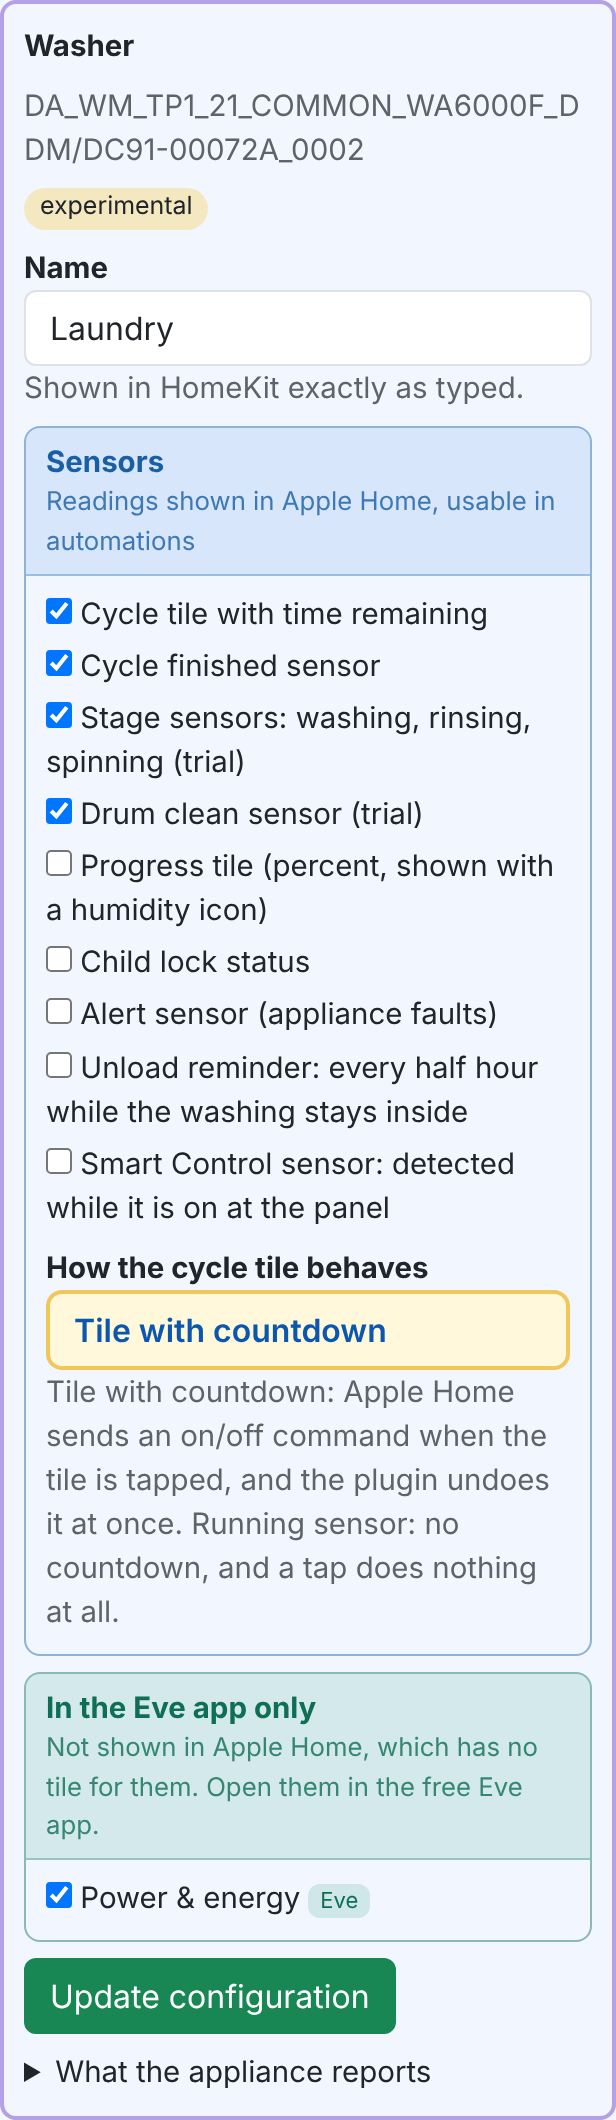 Washer
DA_WM_TP1_21_COMMON_WA6000F_D
DM/DC91-00072A_0002
experimental
Name
Laundry
Shown in HomeKit exactly as typed.
Sensors
Readings shown in Apple Home, usable in
automations
Cycle tile with time remaining
Cycle finished sensor
Stage sensors: washing, rinsing,
spinning (trial)
Drum clean sensor (trial)
Progress tile (percent, shown with
a humidity icon)
Child lock status
Alert sensor (appliance faults)
Unload reminder: every half hour
while the washing stays inside
Smart Control sensor: detected
while it is on at the panel
How the cycle tile behaves
Tile with countdown
Tile with countdown: Apple Home
sends an on/off command when the
tile is tapped, and the plugin undoes
it at once. Running sensor: no
countdown, and a tap does nothing
at all.
In the Eve app only
Not shown in Apple Home, which has no
tile for them. Open them in the free Eve
app.
Power & energy Eve
Update configuration
What the appliance reports